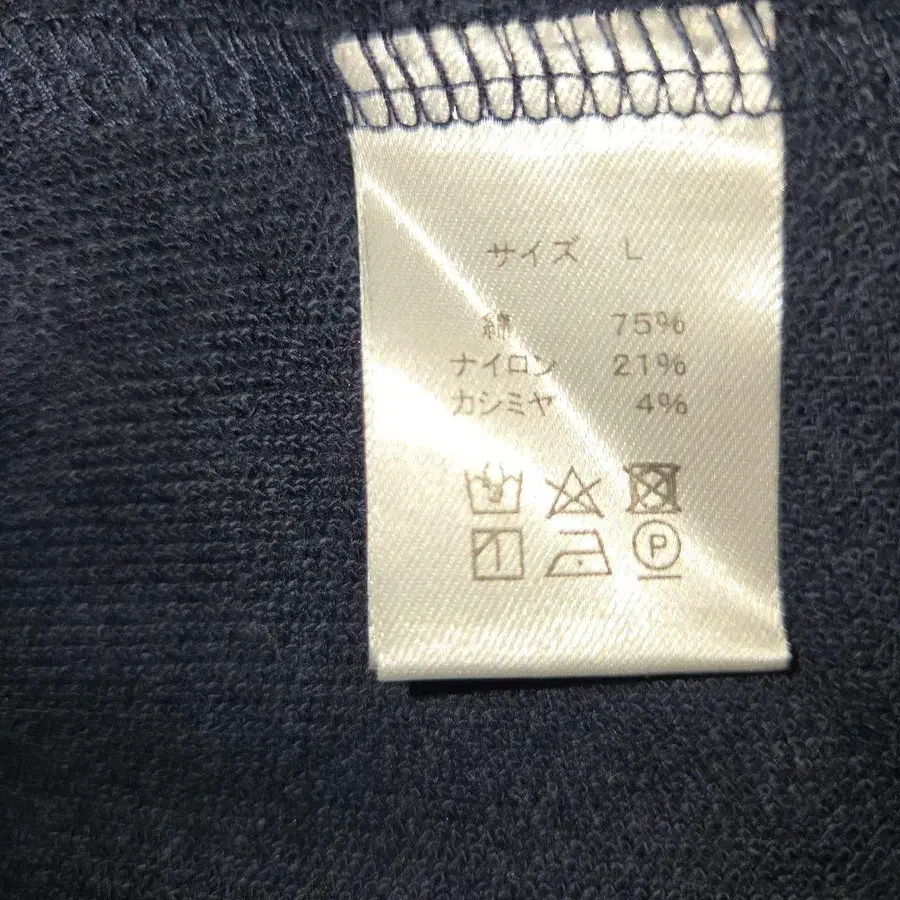 サイズ L
綿 75%
ナイロン 21%
カシミヤ 4%
P